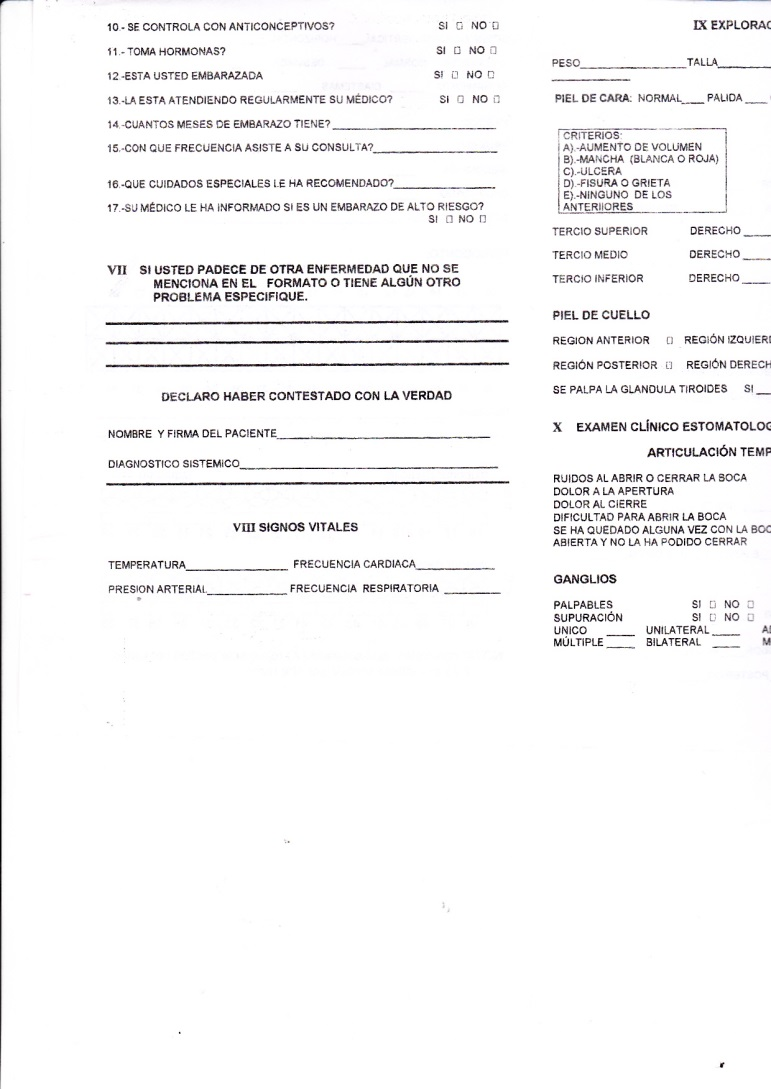 10.- SE CONTROLA CON ANTICONCEPTIVOS? SI □ NO □
11.- TOMA HORMONAS? SI □ NO □
12.-ESTA USTED EMBARAZADA SI □ NO □
13.-LA ESTA ATENDIENDO REGULARMENTE SU MÉDICO? SI □ NO □
14.-CUANTOS MESES DE EMBARAZO TIENE?
15.-CON QUE FRECUENCIA ASISTE A SU CONSULTA?
16.-QUE CUIDADOS ESPECIALES LE HA RECOMENDADO?
17.-SU MÉDICO LE HA INFORMADO SI ES UN EMBARAZO DE ALTO RIESGO?
SI □ NO □
VII SI USTED PADECE DE OTRA ENFERMEDAD QUE NO SE
MENCIONA EN EL FORMATO O TIENE ALGÚN OTRO
PROBLEMA ESPECIFIQUE.
DECLARO HABER CONTESTADO CON LA VERDAD
NOMBRE Y FIRMA DEL PACIENTE
DIAGNOSTICO SISTEMICO
VIII SIGNOS VITALES
TEMPERATURA FRECUENCIA CARDIACA
PRESION ARTERIAL FRECUENCIA RESPIRATORIA
IX EXPLORAC
PESO TALLA
PIEL DE CARA: NORMAL PALIDA
CRITERIOS:
A).-AUMENTO DE VOLUMEN
B).-MANCHA (BLANCA O ROJA)
C).-ULCERA
D).-FISURA O GRIETA
E).-NINGUNO DE LOS
ANTERIIORES
TERCIO SUPERIOR DERECHO
TERCIO MEDIO DERECHO
TERCIO INFERIOR DERECHO
PIEL DE CUELLO
REGION ANTERIOR □ REGIÓN IZQUIER
REGIÓN POSTERIOR □ REGIÓN DERECH
SE PALPA LA GLANDULA TIROIDES SI
X EXAMEN CLÍNICO ESTOMATOLOG
ARTICULACIÓN TEMP
RUIDOS AL ABRIR O CERRAR LA BOCA
DOLOR A LA APERTURA
DOLOR AL CIERRE
DIFICULTAD PARA ABRIR LA BOCA
SE HA QUEDADO ALGUNA VEZ CON LA BOC
ABIERTA Y NO LA HA PODIDO CERRAR
GANGLIOS
PALPABLES SI □ NO □
SUPURACIÓN SI □ NO □
UNICO UNILATERAL
MÚLTIPLE BILATERAL M